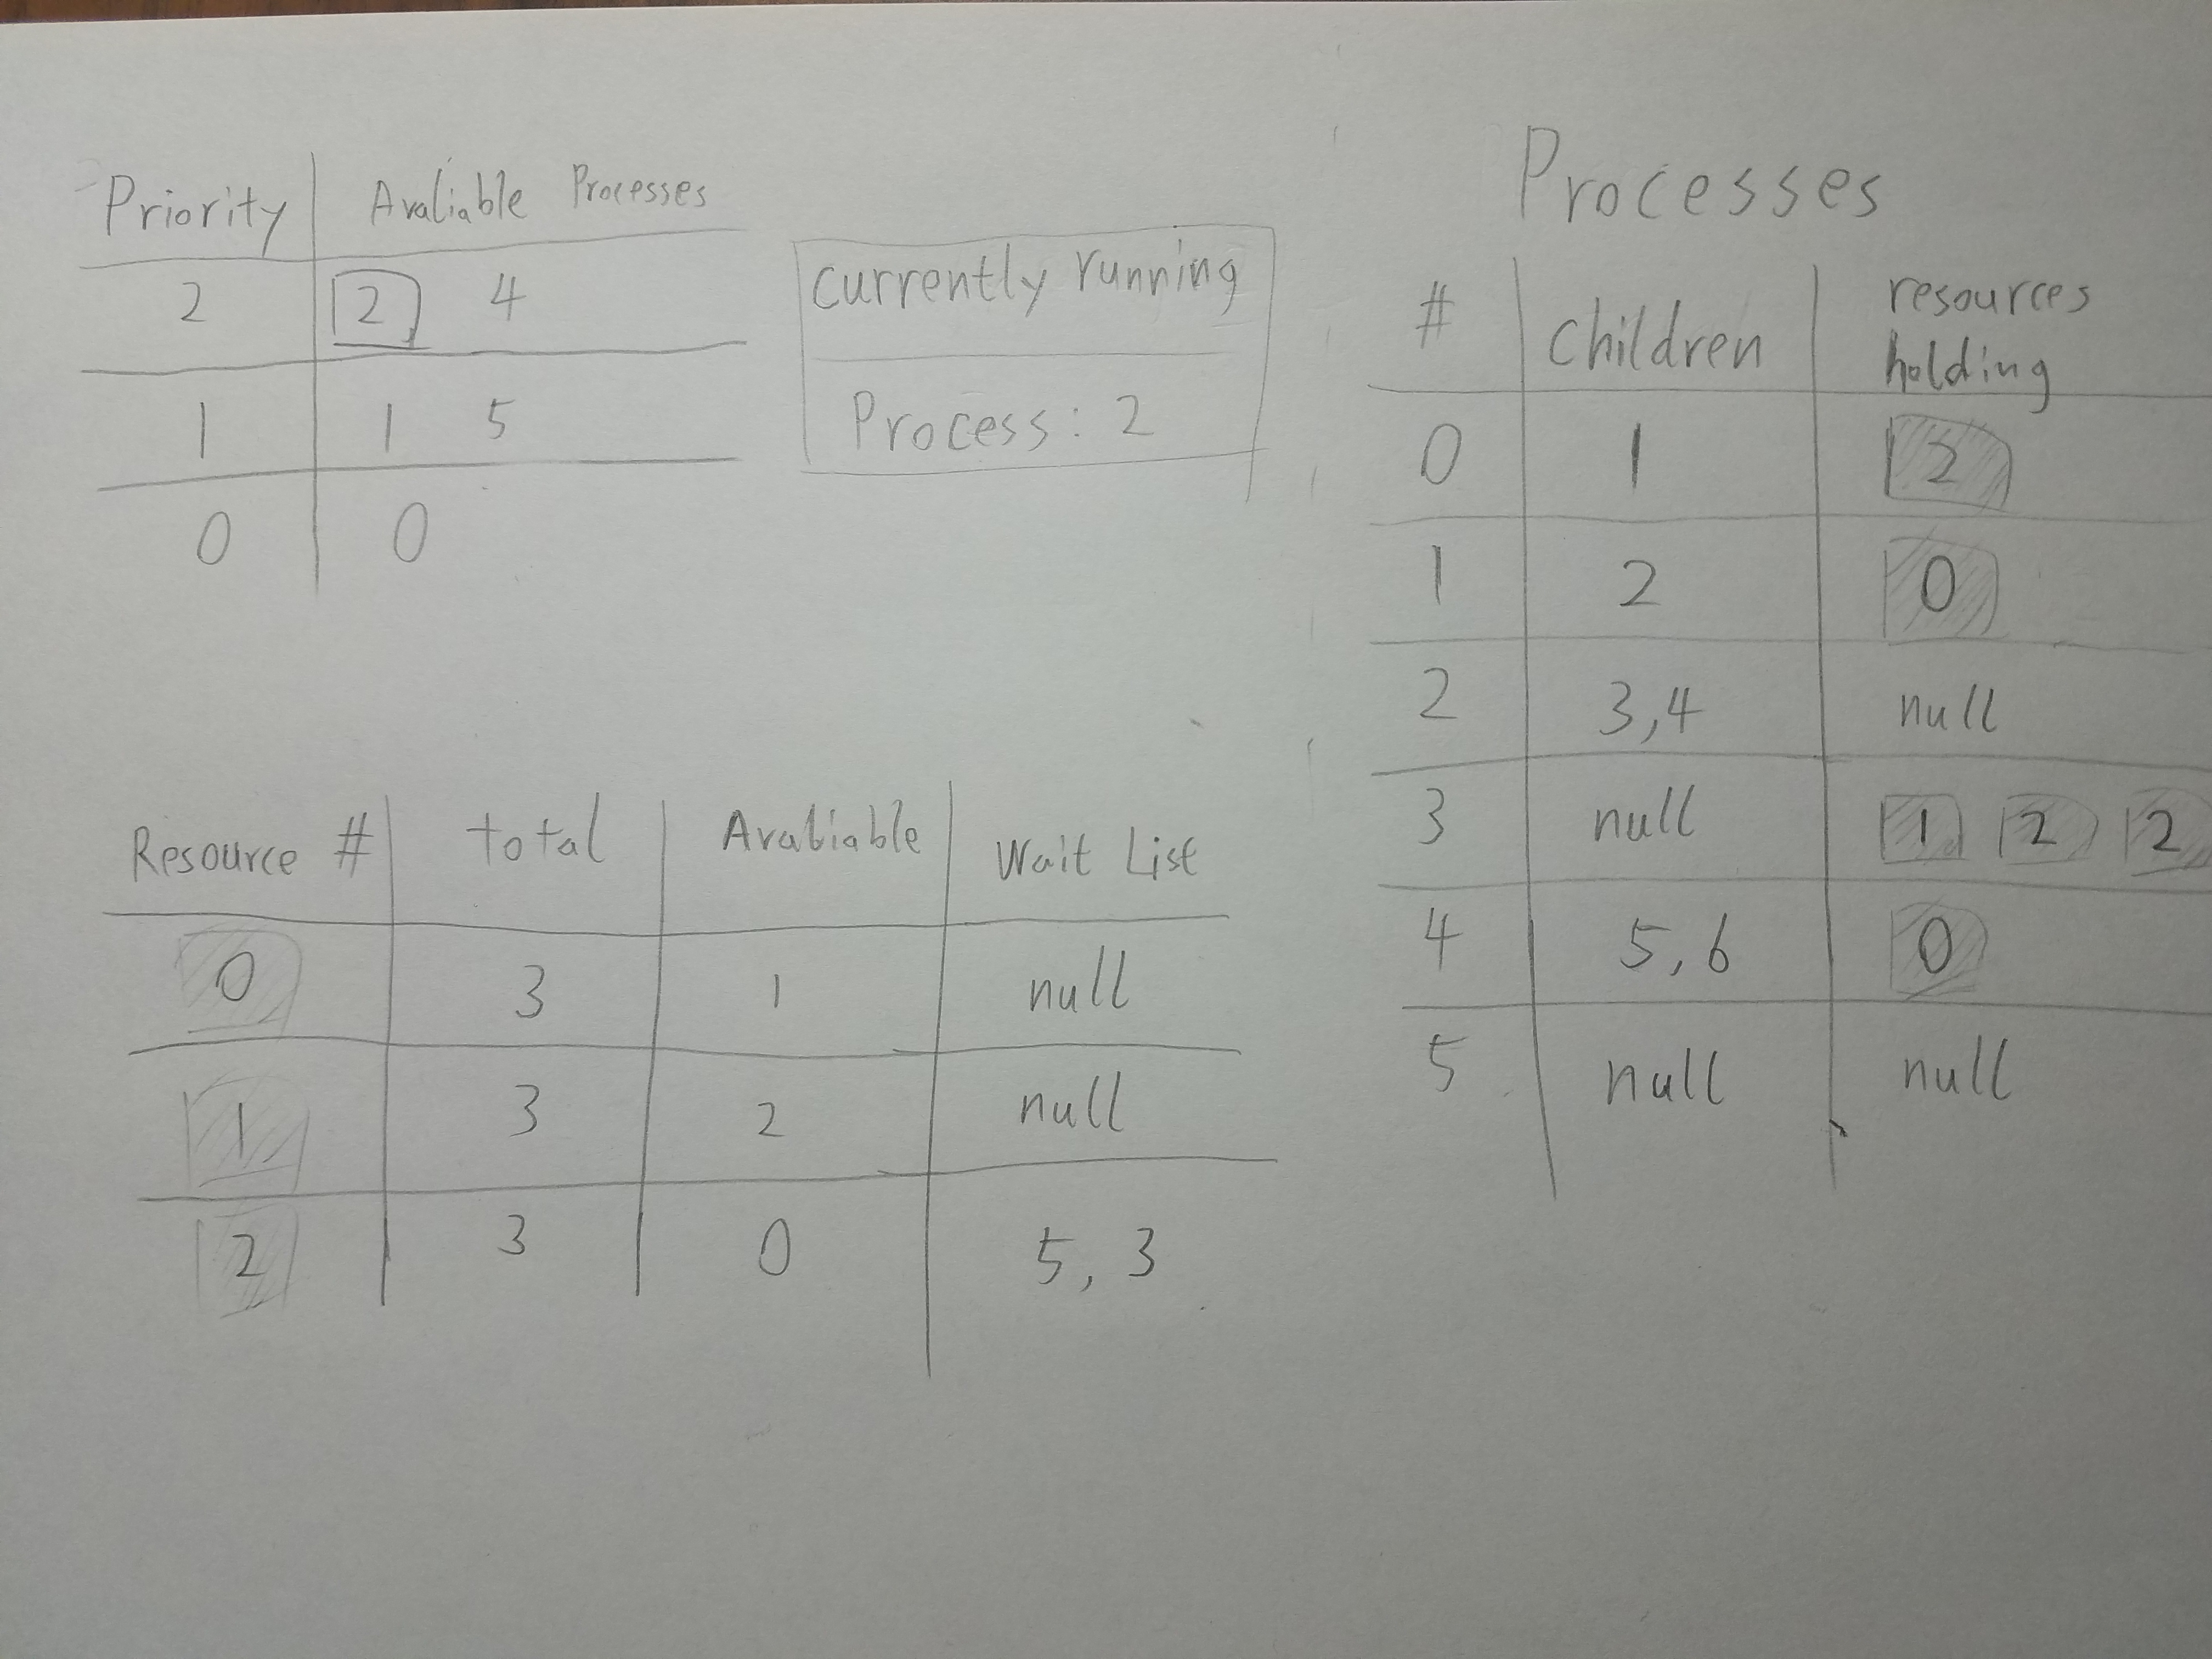 Priority Avaliable Processes
2 2 4
1 1 5
0 0
currently running
Process: 2
Processes
# children resources holding
0 1 2
1 2 0
2 3,4 null
3 null 1 2 2
4 5,6 0
5 null null
Resource # total Avaliable Wait List
0 3 1 null
1 3 2 null
2 3 0 5, 3